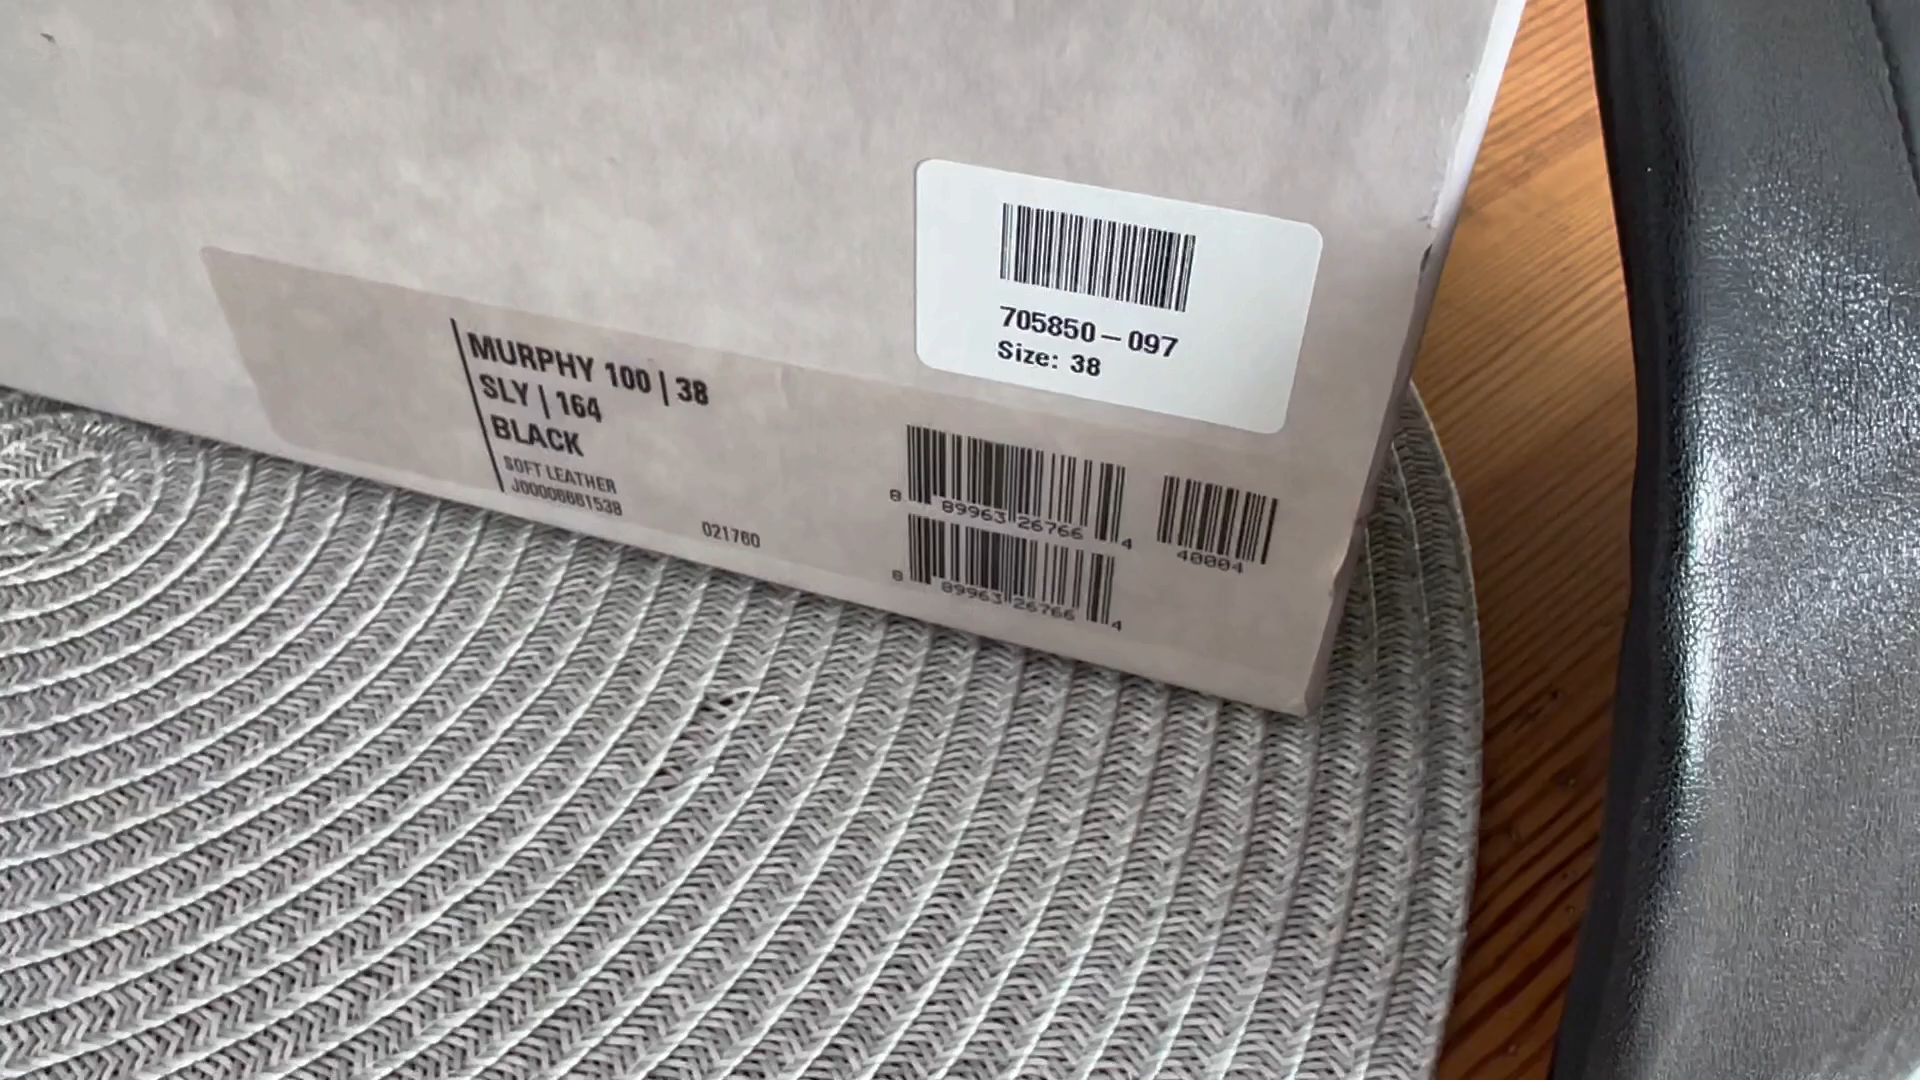 705850-097
Size: 38
MURPHY 100 | 38
SLY | 164
BLACK
SOFT LEATHER
J00006661538
021760
8 89963 26766 4
40004
8 89963 26766 4